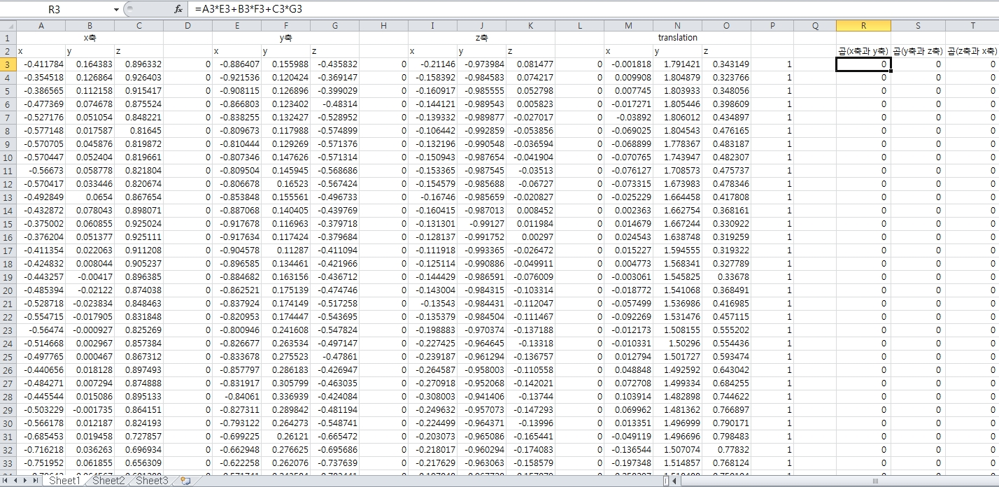 R3 fx =A3*E3+B3*F3+C3*G3
A B C D E F G H I J K L M N O P Q R S T
1 x축 y축 z축 translation
2 x y z x y z x y z x y z 곱(x축과 y축) 곱(y축과 z축) 곱(z축과 x축)
3 -0.411784 0.164383 0.896332 0 -0.886407 0.155988 -0.435832 0 -0.21146 -0.973984 0.081477 0 -0.001818 1.791421 0.343149 1 0 0 0
4 -0.354518 0.126864 0.926403 0 -0.921536 0.120424 -0.369147 0 -0.158392 -0.984583 0.074217 0 0.009908 1.804879 0.323766 1 0 0 0
5 -0.386565 0.112158 0.915417 0 -0.908115 0.126896 -0.399029 0 -0.160917 -0.985555 0.052798 0 0.007745 1.803933 0.348056 1 0 0 0
6 -0.477369 0.074678 0.875524 0 -0.866803 0.123402 -0.48314 0 -0.144121 -0.989543 0.005823 0 -0.017271 1.805446 0.398609 1 0 0 0
7 -0.527176 0.051054 0.848221 0 -0.838255 0.132427 -0.528952 0 -0.139332 -0.989877 -0.027017 0 -0.03892 1.806012 0.434897 1 0 0 0
8 -0.577148 0.017587 0.81645 0 -0.809673 0.117988 -0.574899 0 -0.106442 -0.992859 -0.053856 0 -0.069025 1.804543 0.476165 1 0 0 0
9 -0.570705 0.045876 0.819872 0 -0.810444 0.129269 -0.571376 0 -0.132196 -0.990548 -0.036594 0 -0.068899 1.778367 0.483187 1 0 0 0
10 -0.570447 0.052404 0.819661 0 -0.807346 0.147626 -0.571314 0 -0.150943 -0.987654 -0.041904 0 -0.070765 1.743947 0.482307 1 0 0 0
11 -0.56673 0.058778 0.821804 0 -0.809504 0.145945 -0.568686 0 -0.153365 -0.987545 -0.03513 0 -0.076127 1.708573 0.475737 1 0 0 0
12 -0.570417 0.033446 0.820674 0 -0.806678 0.16523 -0.567424 0 -0.154579 -0.985688 -0.06727 0 -0.073315 1.673983 0.478346 1 0 0 0
13 -0.492849 0.0654 0.867654 0 -0.853848 0.155561 -0.496733 0 -0.16746 -0.985659 -0.020827 0 -0.025229 1.664458 0.417808 1 0 0 0
14 -0.432872 0.078043 0.898071 0 -0.887068 0.140405 -0.439769 0 -0.160415 -0.987013 0.008452 0 0.002363 1.662754 0.368161 1 0 0 0
15 -0.375002 0.060855 0.925024 0 -0.917678 0.116963 -0.379718 0 -0.131301 -0.99127 0.011984 0 0.014679 1.667244 0.330922 1 0 0 0
16 -0.376204 0.051377 0.925111 0 -0.917634 0.117424 -0.379684 0 -0.128137 -0.991752 0.00297 0 0.024543 1.638748 0.319259 1 0 0 0
17 -0.411354 0.022063 0.911208 0 -0.904578 0.11287 -0.411094 0 -0.111918 -0.993365 -0.026472 0 0.015227 1.594555 0.319322 1 0 0 0
18 -0.424832 0.008044 0.905237 0 -0.896585 0.134461 -0.421966 0 -0.125114 -0.990886 -0.049911 0 0.004773 1.568341 0.327789 1 0 0 0
19 -0.443257 -0.00417 0.896385 0 -0.884682 0.163156 -0.436712 0 -0.144429 -0.986591 -0.076009 0 -0.003061 1.545825 0.33678 1 0 0 0
20 -0.485394 -0.02122 0.874038 0 -0.862521 0.175139 -0.474746 0 -0.143004 -0.984315 -0.103314 0 -0.018772 1.541068 0.368491 1 0 0 0
21 -0.528718 -0.023834 0.848463 0 -0.837924 0.174149 -0.517258 0 -0.13543 -0.984431 -0.112047 0 -0.057499 1.536986 0.416985 1 0 0 0
22 -0.554715 -0.017905 0.831848 0 -0.820953 0.174447 -0.543695 0 -0.135379 -0.984504 -0.111467 0 -0.092269 1.531476 0.457115 1 0 0 0
23 -0.56474 -0.000927 0.825269 0 -0.800946 0.241608 -0.547824 0 -0.198883 -0.970374 -0.137188 0 -0.012173 1.508155 0.555202 1 0 0 0
24 -0.514668 0.002967 0.857384 0 -0.826677 0.263534 -0.497147 0 -0.227425 -0.964645 -0.13318 0 -0.010331 1.50296 0.554436 1 0 0 0
25 -0.497765 0.000467 0.867312 0 -0.833678 0.275523 -0.47861 0 -0.239187 -0.961294 -0.136757 0 0.012794 1.501727 0.593474 1 0 0 0
26 -0.440656 0.018128 0.897493 0 -0.857797 0.286183 -0.426947 0 -0.264587 -0.958003 -0.110558 0 0.048848 1.492592 0.643042 1 0 0 0
27 -0.484271 0.007294 0.874888 0 -0.831917 0.305799 -0.463035 0 -0.270918 -0.952068 -0.142021 0 0.072708 1.499334 0.684255 1 0 0 0
28 -0.445544 0.015086 0.895133 0 -0.84061 0.336939 -0.424084 0 -0.308003 -0.941406 -0.13744 0 0.103914 1.482898 0.744622 1 0 0 0
29 -0.503229 -0.001735 0.864151 0 -0.827311 0.289842 -0.481194 0 -0.249632 -0.957073 -0.147293 0 0.069962 1.481362 0.766897 1 0 0 0
30 -0.566178 0.012187 0.824193 0 -0.793122 0.264273 -0.548741 0 -0.224499 -0.964371 -0.13996 0 0.013351 1.496999 0.790171 1 0 0 0
31 -0.685453 0.019458 0.727857 0 -0.699225 0.26121 -0.665472 0 -0.203073 -0.965086 -0.165441 0 -0.049119 1.496696 0.798483 1 0 0 0
32 -0.716218 0.036263 0.696934 0 -0.662948 0.276625 -0.695686 0 -0.218017 -0.960294 -0.174083 0 -0.136544 1.507074 0.77832 1 0 0 0
33 -0.751952 0.061855 0.656309 0 -0.622258 0.262076 -0.737639 0 -0.217629 -0.963063 -0.158579 0 -0.197348 1.514857 0.768124 1 0 0 0
Sheet1 Sheet2 Sheet3